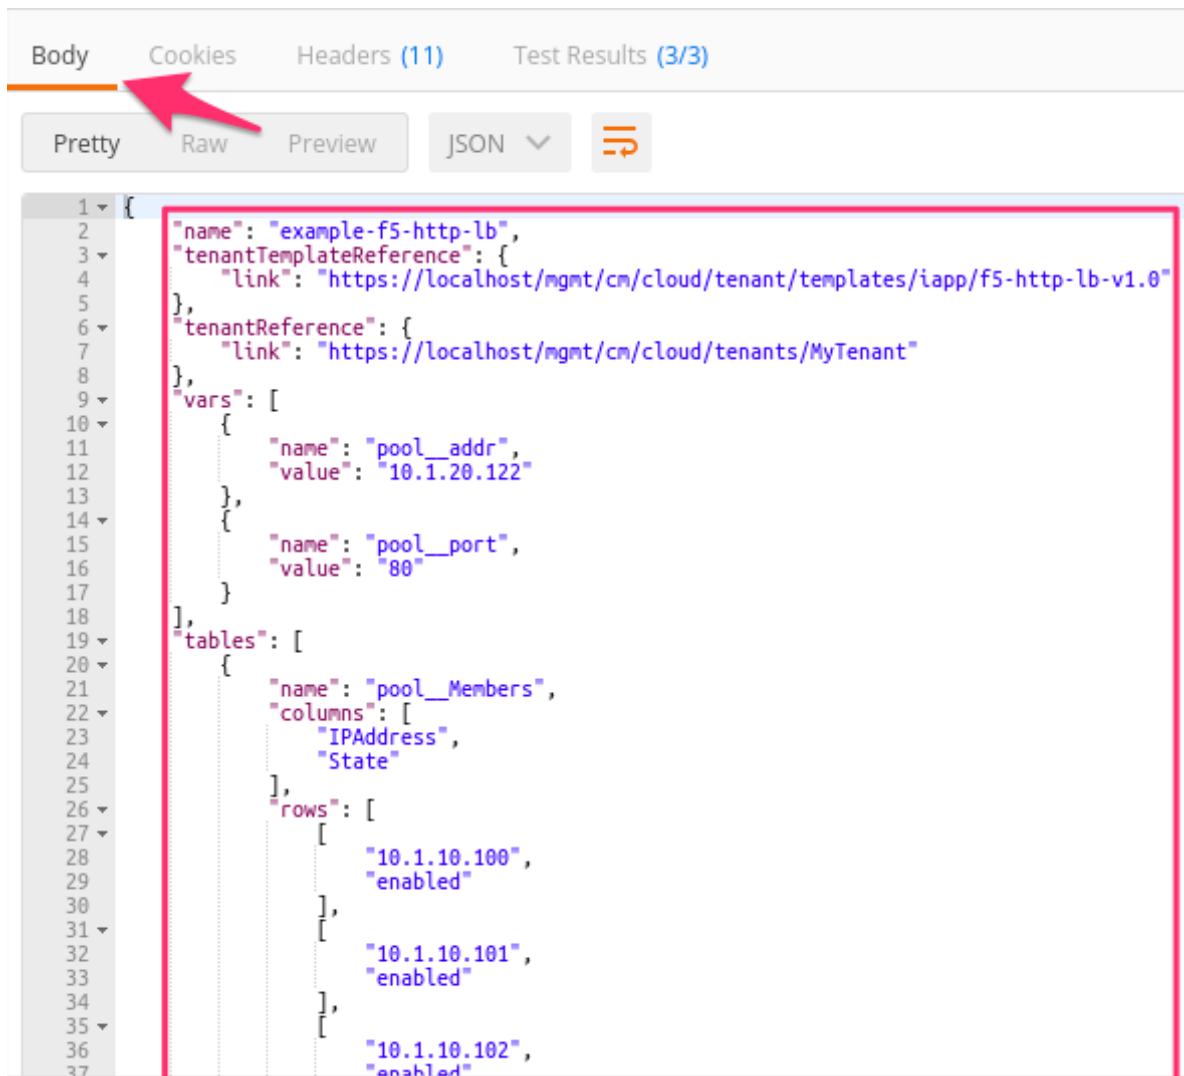 Body Cookies Headers (11) Test Results (3/3)
Pretty Raw Preview JSON
1 {
2 "name": "example-f5-http-lb",
3 "tenantTemplateReference": {
4 "link": "https://localhost/mgmt/cm/cloud/tenant/templates/iapp/f5-http-lb-v1.0"
5 },
6 "tenantReference": {
7 "link": "https://localhost/mgmt/cm/cloud/tenants/MyTenant"
8 },
9 "vars": [
10 {
11 "name": "pool__addr",
12 "value": "10.1.20.122"
13 },
14 {
15 "name": "pool__port",
16 "value": "80"
17 }
18 ],
19 "tables": [
20 {
21 "name": "pool__Members",
22 "columns": [
23 "IPAddress",
24 "State"
25 ],
26 "rows": [
27 [
28 "10.1.10.100",
29 "enabled"
30 ],
31 [
32 "10.1.10.101",
33 "enabled"
34 ],
35 [
36 "10.1.10.102",
37 "enabled"